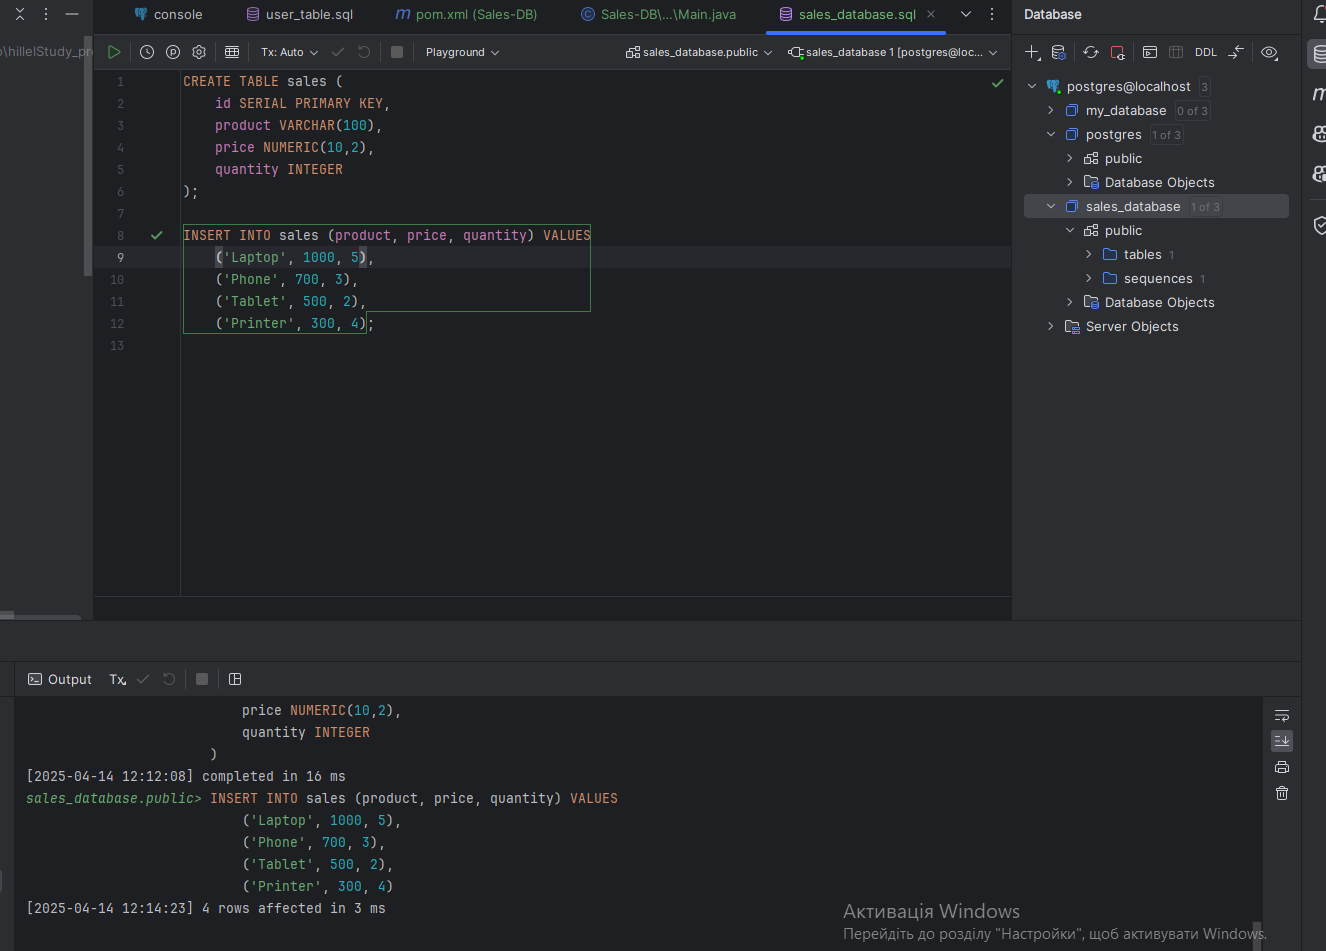 console
user_table.sql
pom.xml (Sales-DB)
Sales-DB\...\Main.java
sales_database.sql
Database
Tx: Auto
Playground
sales_database.public
sales_database 1 [postgres@loc...
DDL
\hillelStudy_pr
1 CREATE TABLE sales (
2     id SERIAL PRIMARY KEY,
3     product VARCHAR(100),
4     price NUMERIC(10,2),
5     quantity INTEGER
6 );
7
8 INSERT INTO sales (product, price, quantity) VALUES
9     ('Laptop', 1000, 5),
10     ('Phone', 700, 3),
11     ('Tablet', 500, 2),
12     ('Printer', 300, 4);
13
postgres@localhost 3
my_database 0 of 3
postgres 1 of 3
public
Database Objects
sales_database 1 of 3
public
tables 1
sequences 1
Database Objects
Server Objects
Output
Tx
price NUMERIC(10,2),
quantity INTEGER
)
[2025-04-14 12:12:08] completed in 16 ms
sales_database.public> INSERT INTO sales (product, price, quantity) VALUES
('Laptop', 1000, 5),
('Phone', 700, 3),
('Tablet', 500, 2),
('Printer', 300, 4)
[2025-04-14 12:14:23] 4 rows affected in 3 ms
Активація Windows
Перейдіть до розділу "Настройки", щоб активувати Windows.